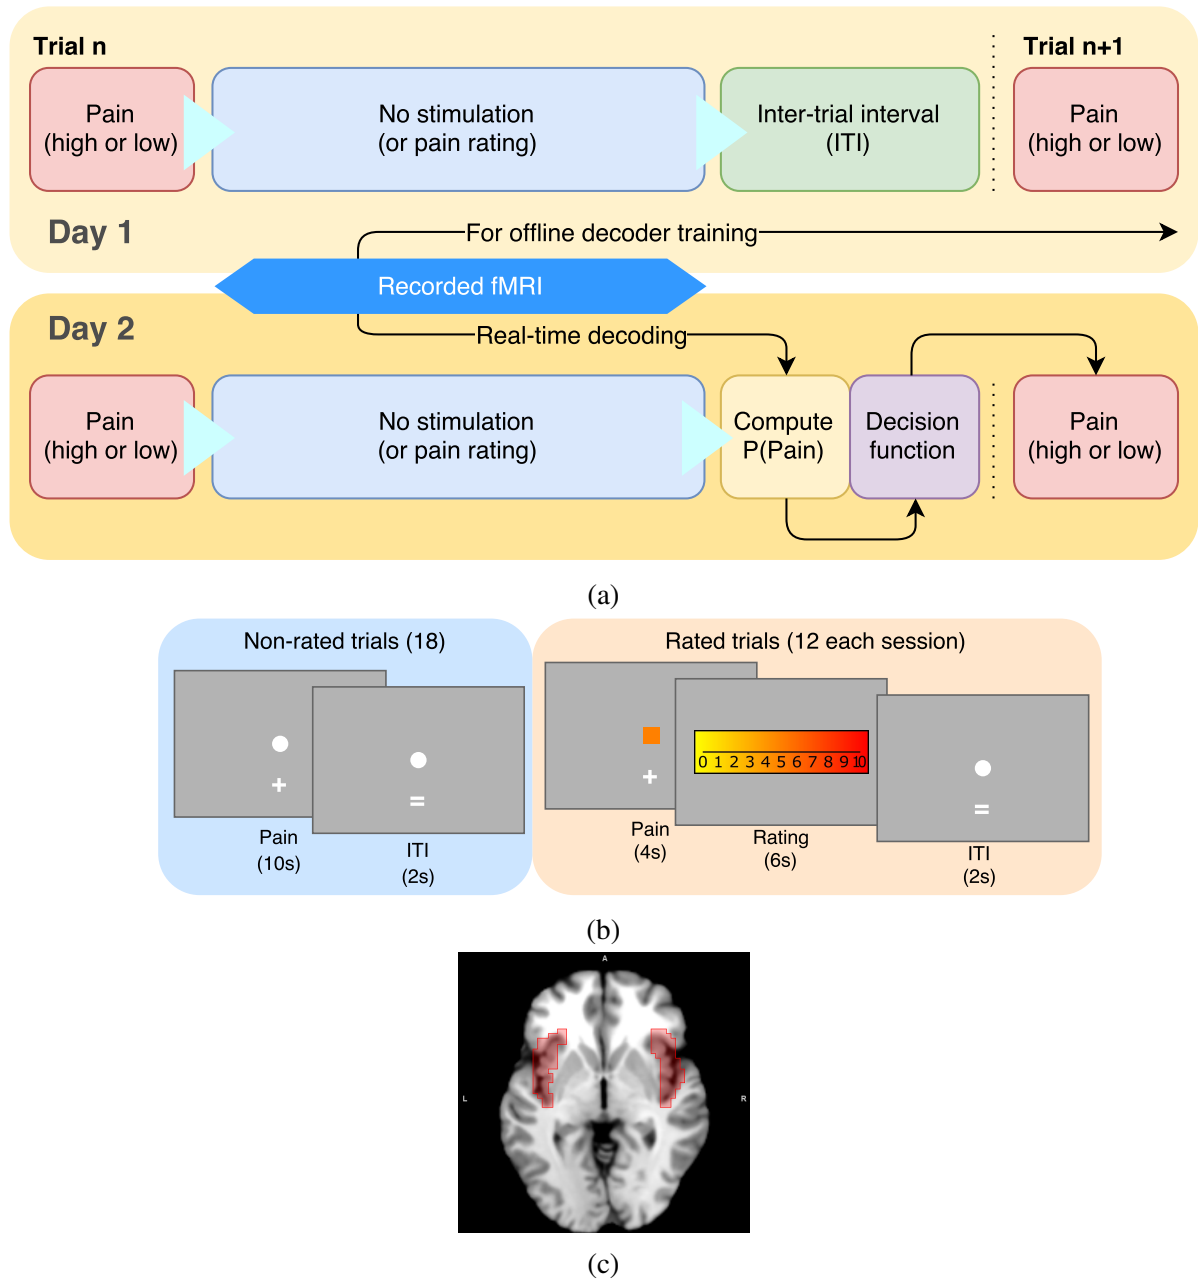 Trial n
Trial n+1
Pain
(high or low)
No stimulation
(or pain rating)
Inter-trial interval
(ITI)
Pain
(high or low)
Day 1
For offline decoder training
Recorded fMRI
Day 2
Real-time decoding
Pain
(high or low)
No stimulation
(or pain rating)
Compute
P(Pain)
Decision
function
Pain
(high or low)
(a)
Non-rated trials (18)
+
Pain
(10s)
=
ITI
(2s)
Rated trials (12 each session)
+
Pain
(4s)
0 1 2 3 4 5 6 7 8 9 10
Rating
(6s)
=
ITI
(2s)
(b)
A
L
R
(c)